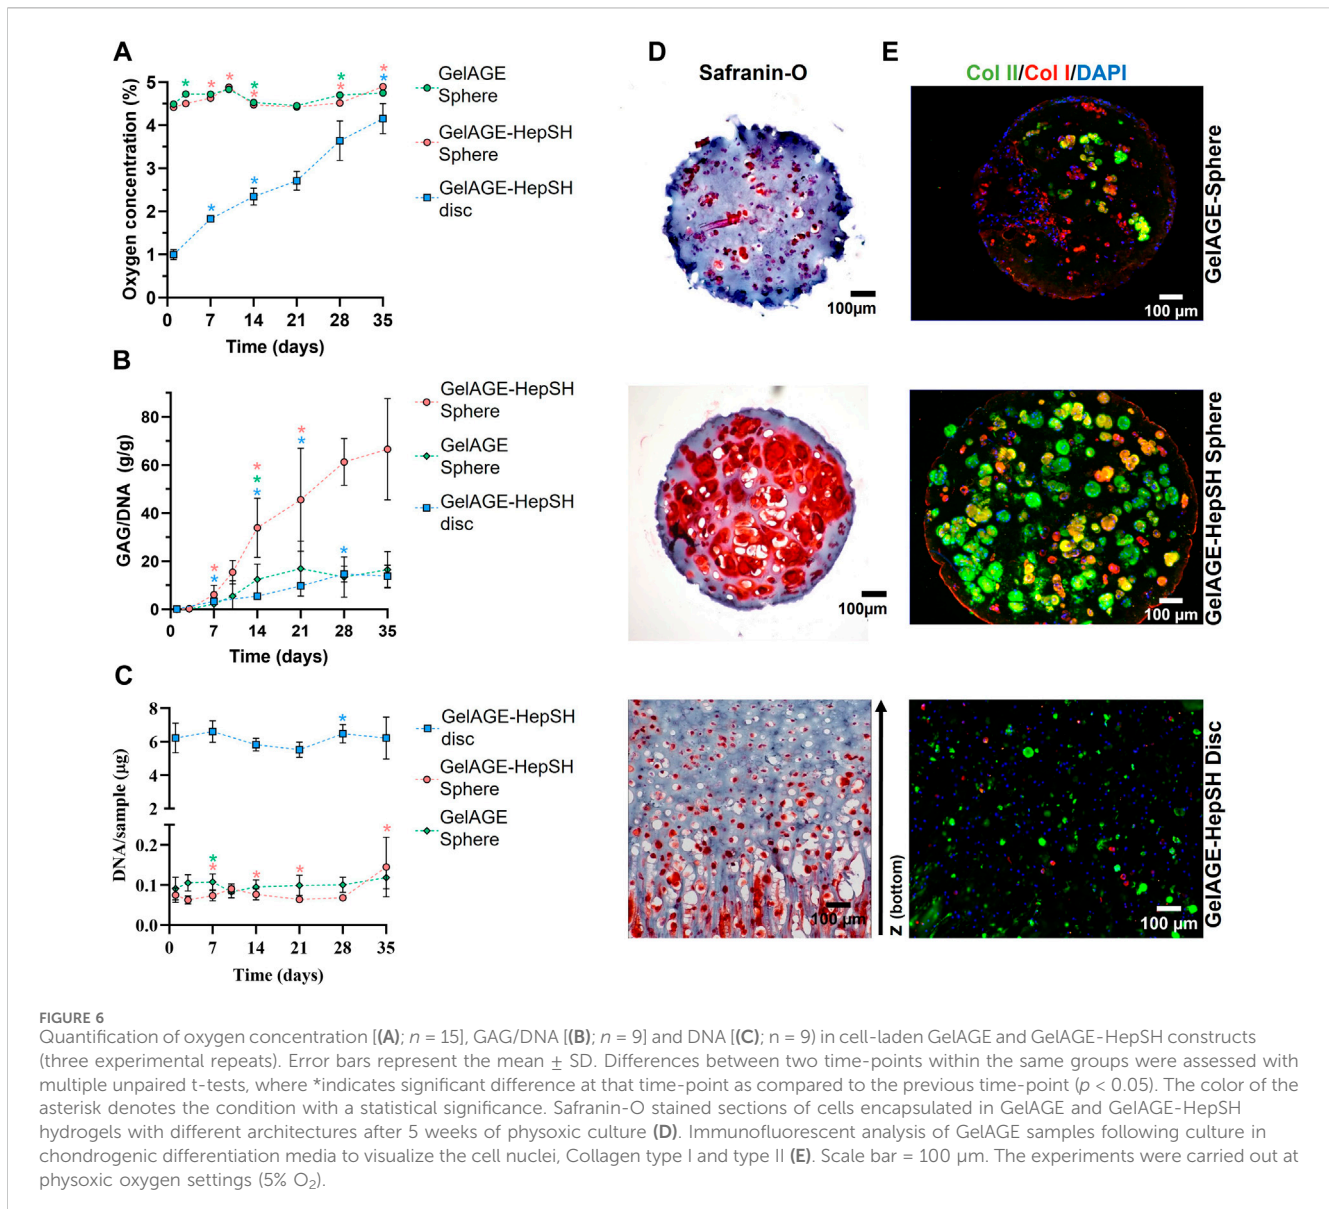 A
Oxygen concentration (%)
5
4
3
2
1
0
0 7 14 21 28 35
Time (days)
GelAGE
Sphere
GelAGE-HepSH
Sphere
GelAGE-HepSH
disc
B
GAG/DNA (g/g)
80
60
40
20
0
0 7 14 21 28 35
Time (days)
GelAGE-HepSH
Sphere
GelAGE
Sphere
GelAGE-HepSH
disc
C
DNA/sample (µg)
8
6
4
2
0.2
0.1
0.0
0 7 14 21 28 35
Time (days)
GelAGE-HepSH
disc
GelAGE-HepSH
Sphere
GelAGE
Sphere
D
Safranin-O
100µm
100µm
100 µm
z (bottom)
E
Col II/Col I/DAPI
100 µm
GelAGE-Sphere
100 µm
GelAGE-HepSH Sphere
100 µm
GelAGE-HepSH Disc
FIGURE 6
Quantification of oxygen concentration [(A); n = 15], GAG/DNA [(B); n = 9] and DNA [(C); n = 9) in cell-laden GelAGE and GelAGE-HepSH constructs
(three experimental repeats). Error bars represent the mean ± SD. Differences between two time-points within the same groups were assessed with
multiple unpaired t-tests, where *indicates significant difference at that time-point as compared to the previous time-point (p < 0.05). The color of the
asterisk denotes the condition with a statistical significance. Safranin-O stained sections of cells encapsulated in GelAGE and GelAGE-HepSH
hydrogels with different architectures after 5 weeks of physoxic culture (D). Immunofluorescent analysis of GelAGE samples following culture in
chondrogenic differentiation media to visualize the cell nuclei, Collagen type I and type II (E). Scale bar = 100 µm. The experiments were carried out at
physoxic oxygen settings (5% O₂).